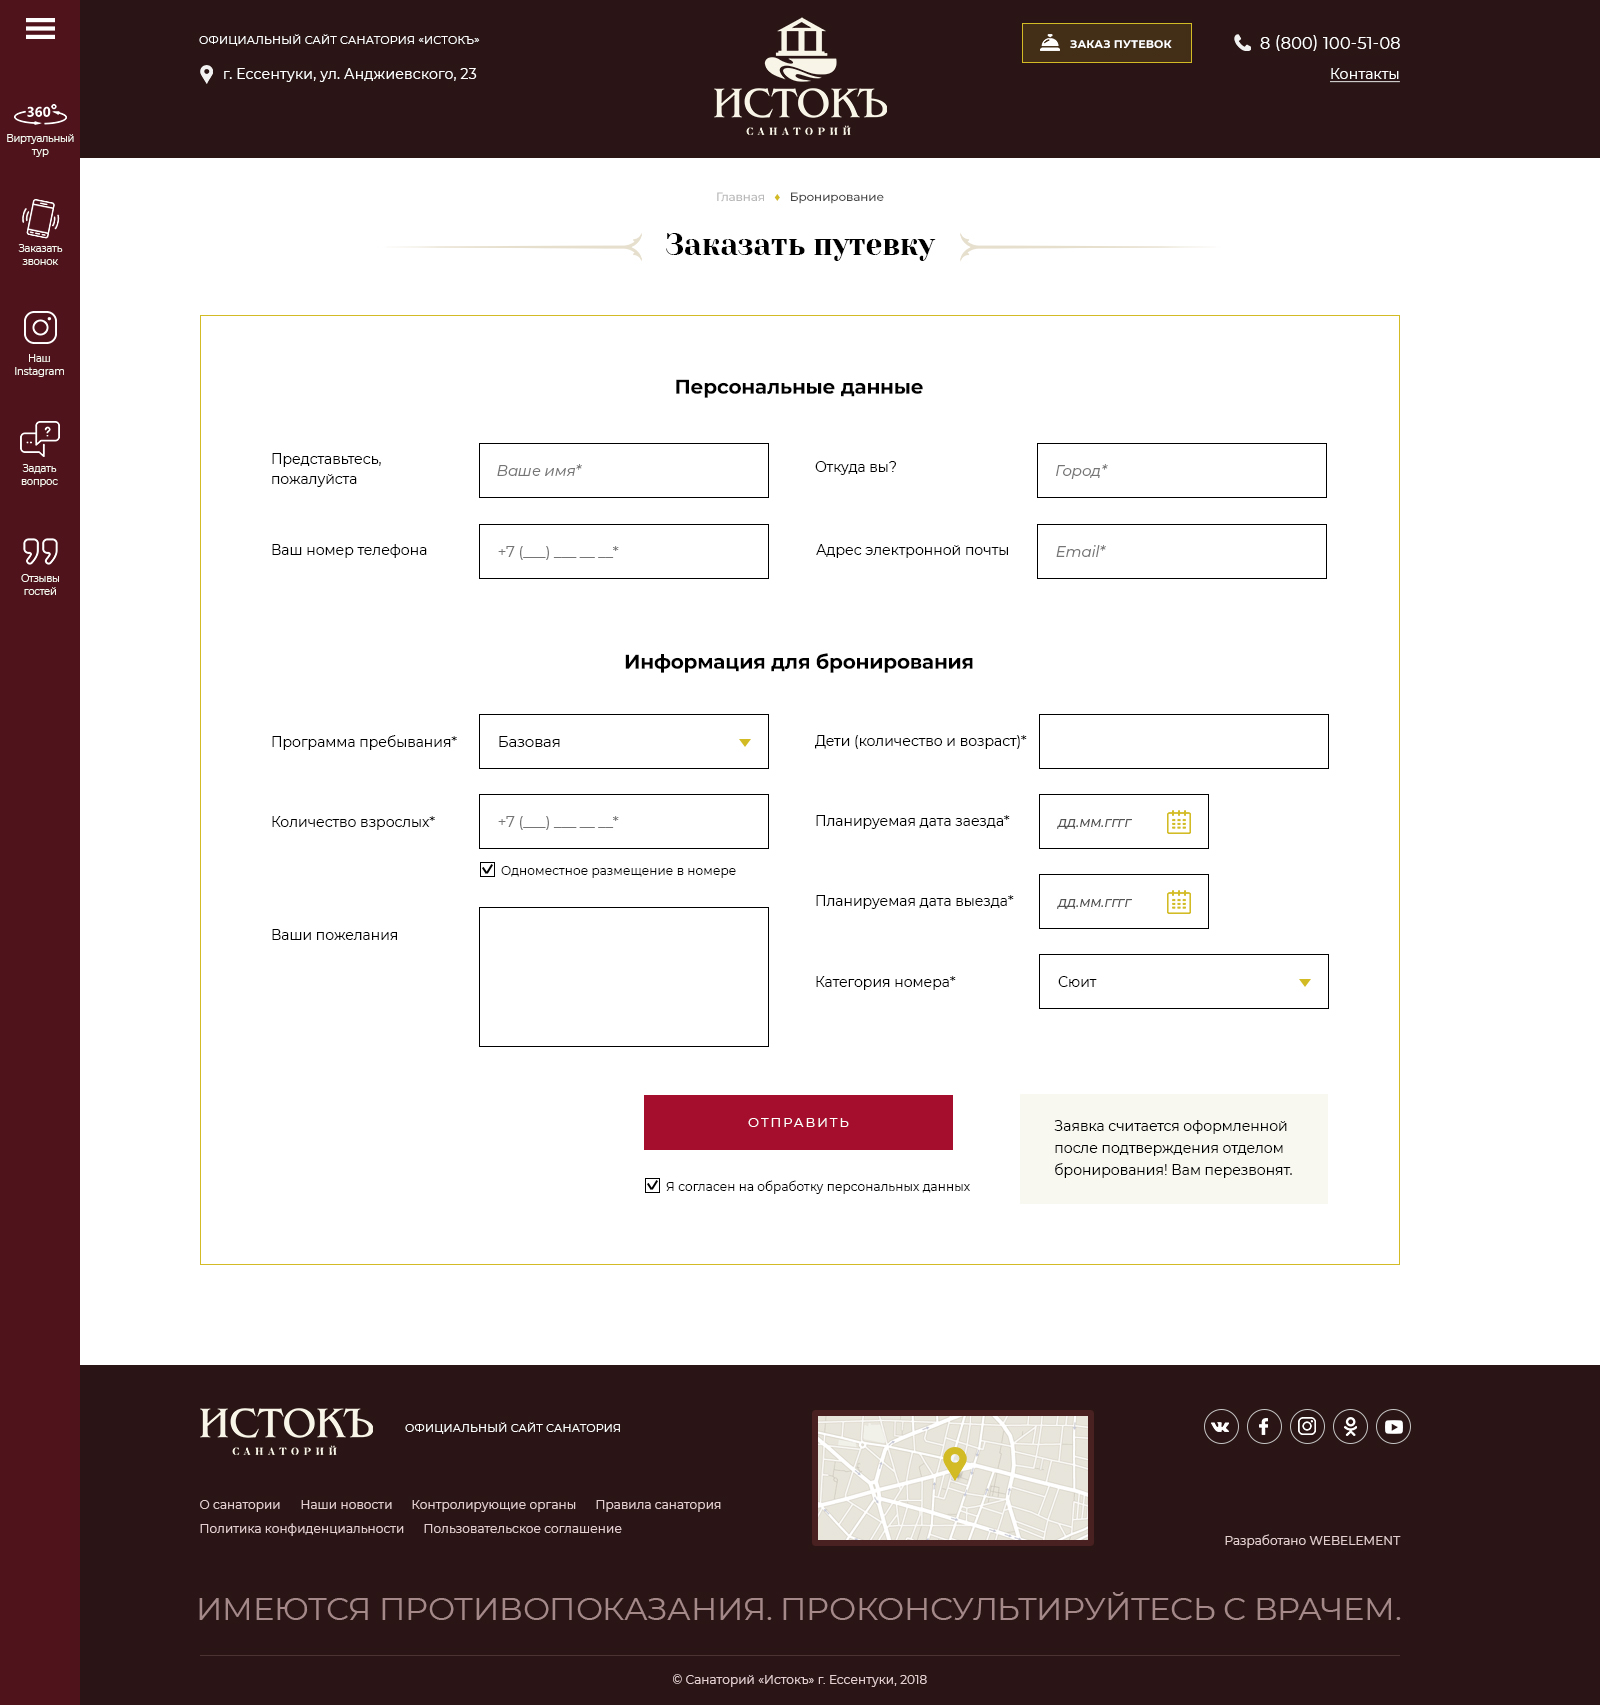 ОФИЦИАЛЬНЫЙ САЙТ САНАТОРИЯ «ИСТОКЪ»
г. Ессентуки, ул. Анджиевского, 23
ИСТОКЪ
САНАТОРИЙ
ЗАКАЗ ПУТЕВОК
8 (800) 100-51-08
Контакты
360°
Виртуальный
тур
Заказать
звонок
Наш
Instagram
Задать
вопрос
Отзывы
гостей
Главная ♦ Бронирование
Заказать путевку
Персональные данные
Представьтесь,
пожалуйста
Ваше имя*
Откуда вы?
Город*
Ваш номер телефона
+7 (___) ___ __ __*
Адрес электронной почты
Email*
Информация для бронирования
Программа пребывания*
Базовая
Дети (количество и возраст)*
Количество взрослых*
+7 (___) ___ __ __*
Планируемая дата заезда*
дд.мм.гггг
Одноместное размещение в номере
Планируемая дата выезда*
дд.мм.гггг
Ваши пожелания
Категория номера*
Сюит
ОТПРАВИТЬ
Я согласен на обработку персональных данных
Заявка считается оформленной
после подтверждения отделом
бронирования! Вам перезвонят.
ИСТОКЪ
САНАТОРИЙ
ОФИЦИАЛЬНЫЙ САЙТ САНАТОРИЯ
О санатории Наши новости Контролирующие органы Правила санатория
Политика конфиденциальности Пользовательское соглашение
Разработано WEBELEMENT
ИМЕЮТСЯ ПРОТИВОПОКАЗАНИЯ. ПРОКОНСУЛЬТИРУЙТЕСЬ С ВРАЧЕМ.
© Санаторий «Истокъ» г. Ессентуки, 2018